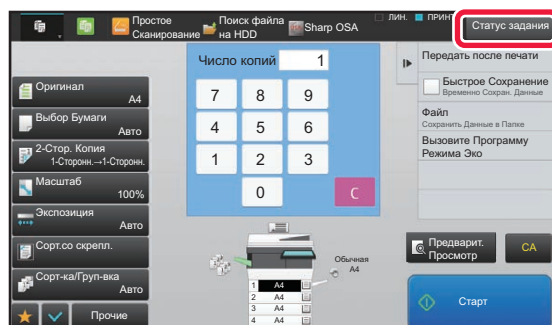 Простое
Сканирование
Поиск файла
на HDD
Sharp OSA
ЛИН.
ПРИНТ
Статус задания
Число копий
1
7 8 9
4 5 6
1 2 3
0 C
Оригинал
A4
Выбор Бумаги
Авто
2-Стор. Копия
1-Сторонн.→1-Сторонн.
Масштаб
100%
Экспозиция
Авто
Сорт.со скрепл.
Сорт-ка/Груп-вка
Авто
Прочие
Обычная
A4
1 A4
2 A4
3 A4
4 A4
Передать после печати
Быстрое Сохранение
Временно Сохран. Данные
Файл
Сохранить Данные в Папке
Вызовите Программу
Режима Эко
Предварит.
Просмотр
CA
Старт